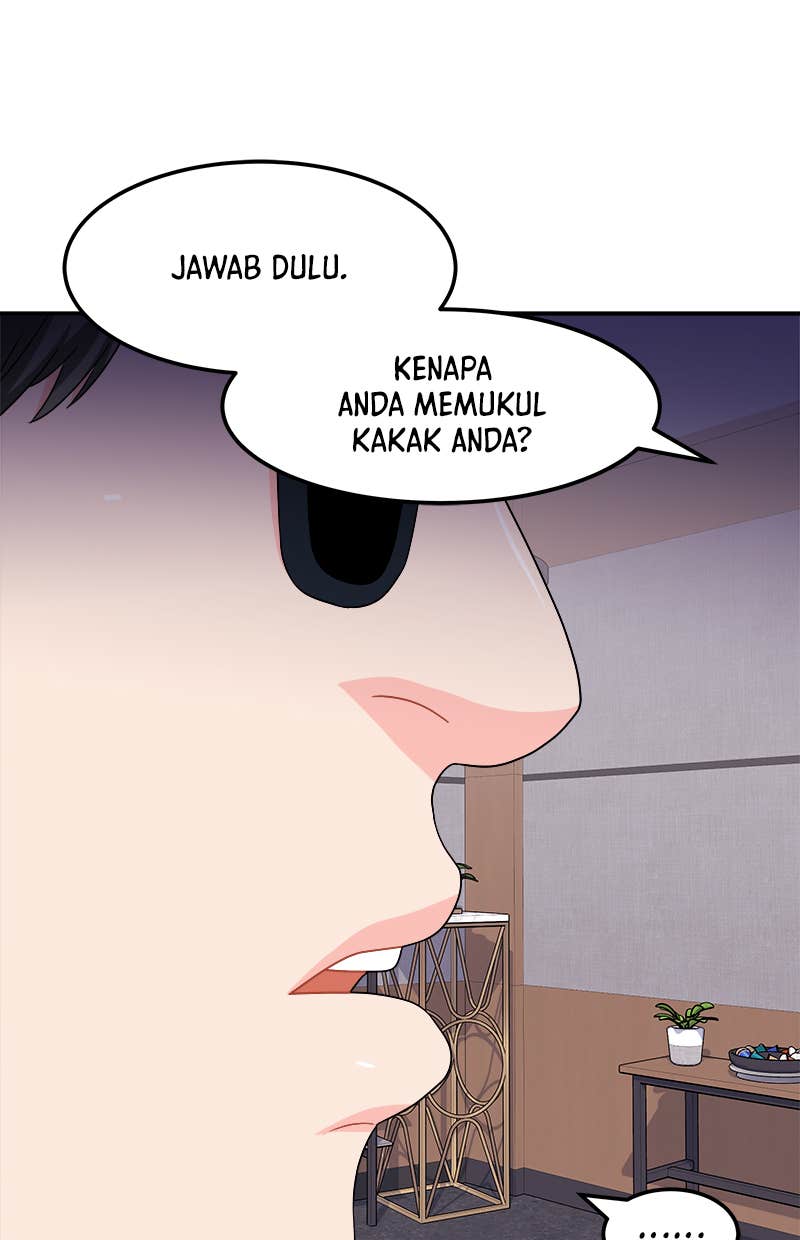 JAWAB DULU.
KENAPA
ANDA MEMUKUL
KAKAK ANDA?
......